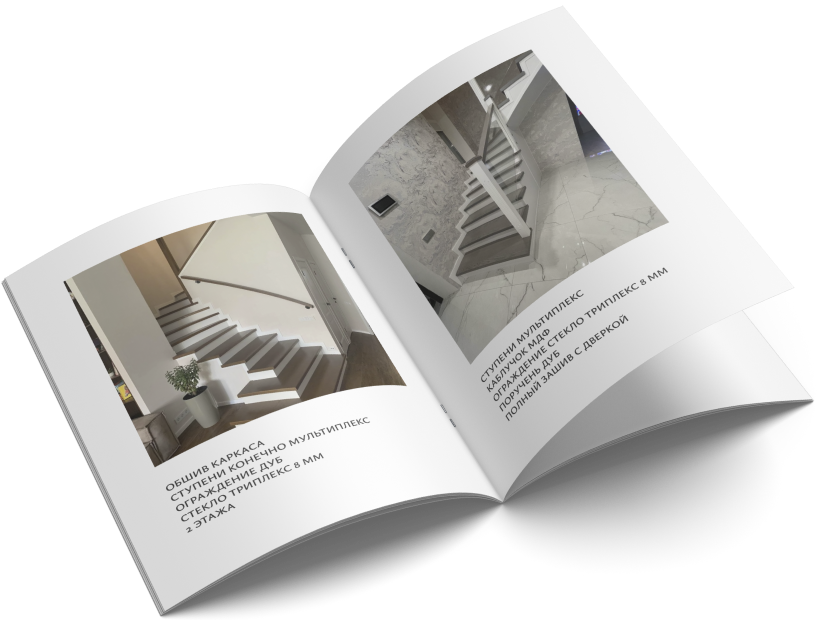 ОБШИВ КАРКАСА
СТУПЕНИ КОНЕЧНО МУЛЬТИПЛЕКС
ОГРАЖДЕНИЕ ДУБ
СТЕКЛО ТРИПЛЕКС 8 ММ
2 ЭТАЖА
СТУПЕНИ МУЛЬТИПЛЕКС
КАБЛУЧОК МДФ
ОГРАЖДЕНИЕ СТЕКЛО ТРИПЛЕКС 8 ММ
ПОРУЧЕНЬ ДУБ
ПОЛНЫЙ ЗАШИВ С ДВЕРКОЙ